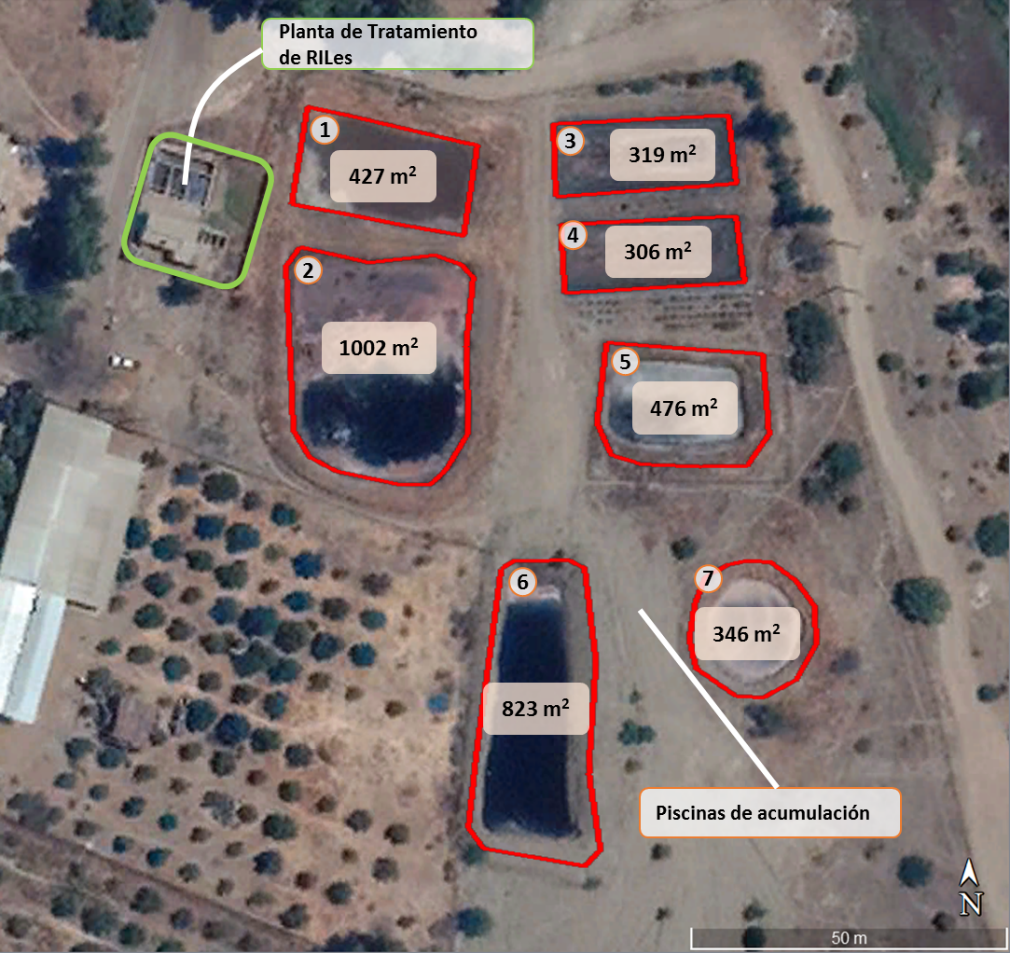 Planta de Tratamiento
de RILes
1
427 m²
3
319 m²
4
306 m²
2
1002 m²
5
476 m²
6
823 m²
7
346 m²
Piscinas de acumulación
N
50 m